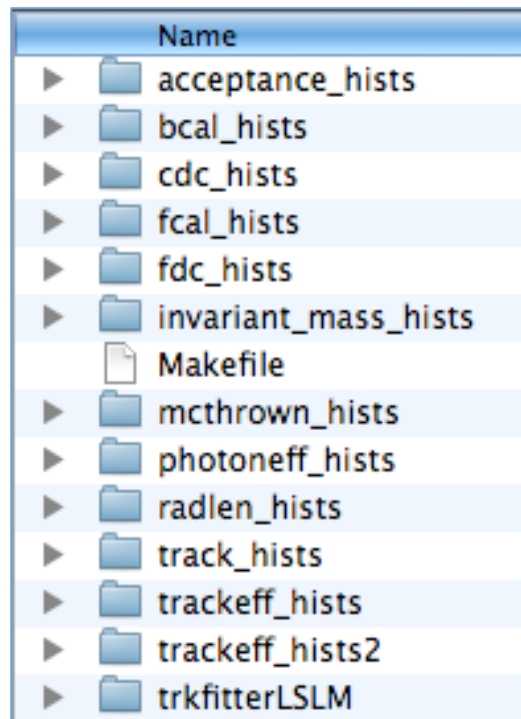 Name
acceptance_hists
bcal_hists
cdc_hists
fcal_hists
fdc_hists
invariant_mass_hists
Makefile
mcthrown_hists
photoneff_hists
radlen_hists
track_hists
trackeff_hists
trackeff_hists2
trkfitterLSLM